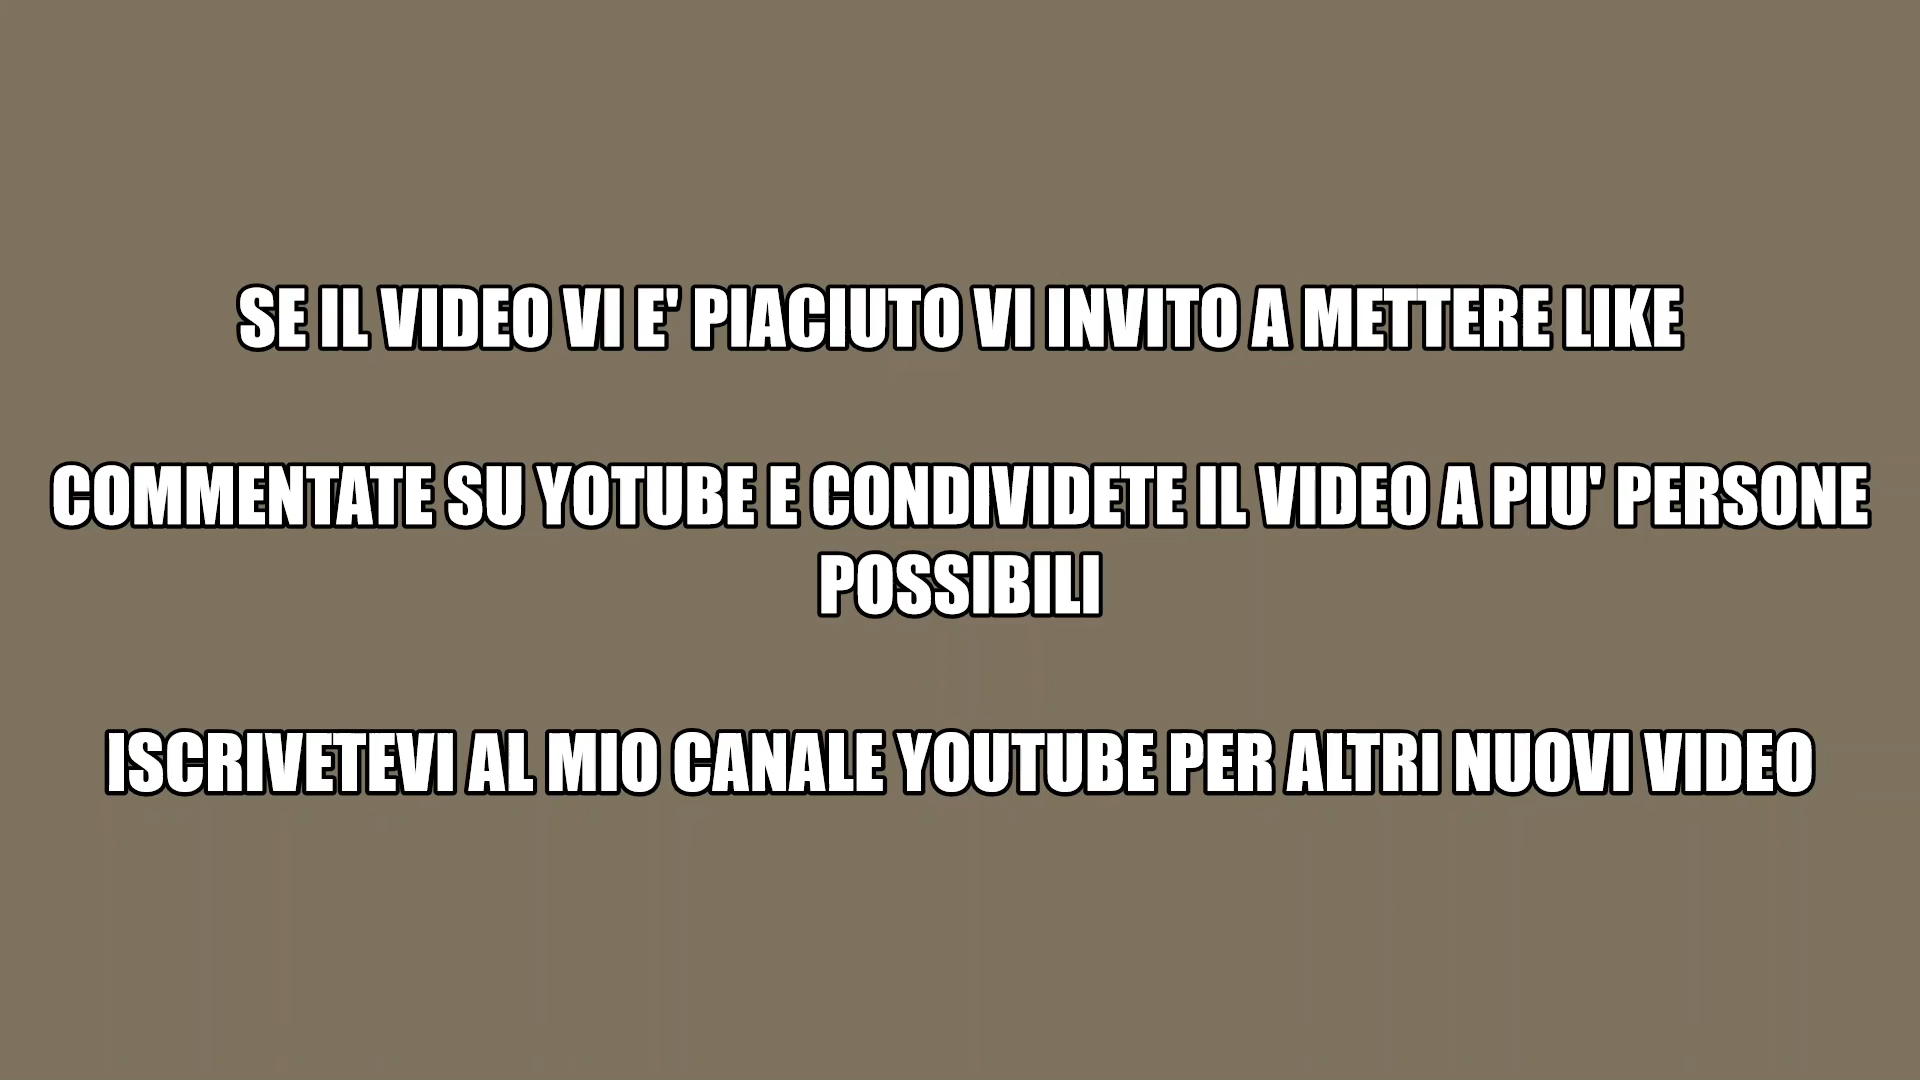 SE IL VIDEO VI E' PIACIUTO VI INVITO A METTERE LIKE
COMMENTATE SU YOTUBE E CONDIVIDETE IL VIDEO A PIU' PERSONE
POSSIBILI
ISCRIVETEVI AL MIO CANALE YOUTUBE PER ALTRI NUOVI VIDEO